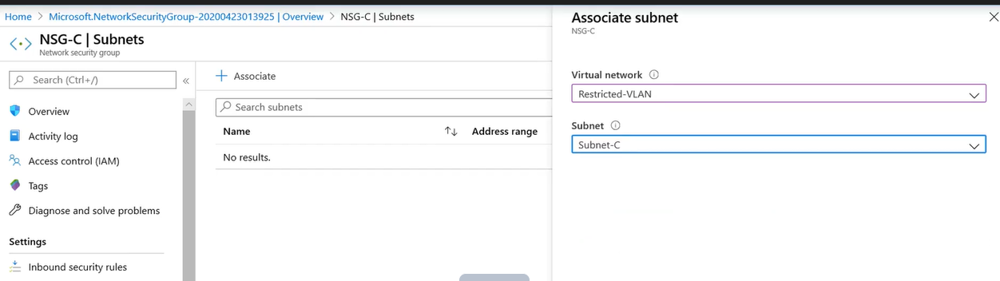 Home > Microsoft.NetworkSecurityGroup-20200423013925 | Overview > NSG-C | Subnets
NSG-C | Subnets
Network security group
Search (Ctrl+/)
«
Overview
Activity log
Access control (IAM)
Tags
Diagnose and solve problems
Settings
Inbound security rules
+ Associate
Search subnets
Name ↑↓ Address range
No results.
Associate subnet
NSG-C
Virtual network
Restricted-VLAN
Subnet
Subnet-C